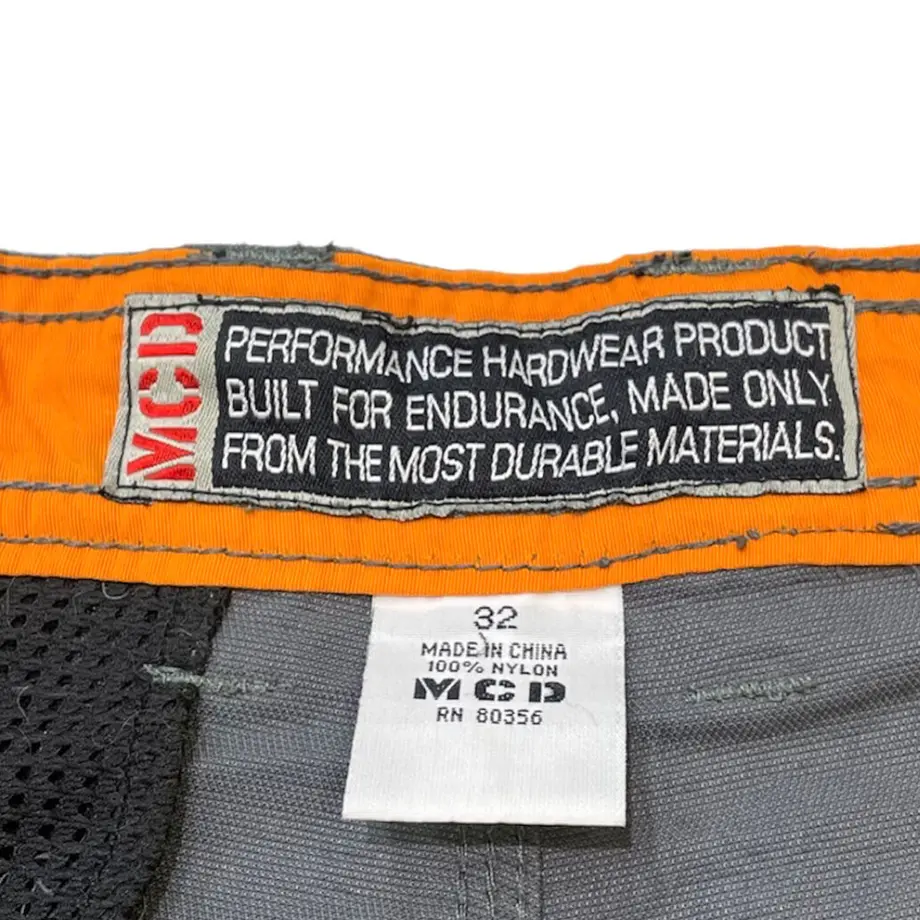 MCD
PERFORMANCE HARDWEAR PRODUCT
BUILT FOR ENDURANCE, MADE ONLY
FROM THE MOST DURABLE MATERIALS.
32
MADE IN CHINA
100% NYLON
MCD
RN 80356